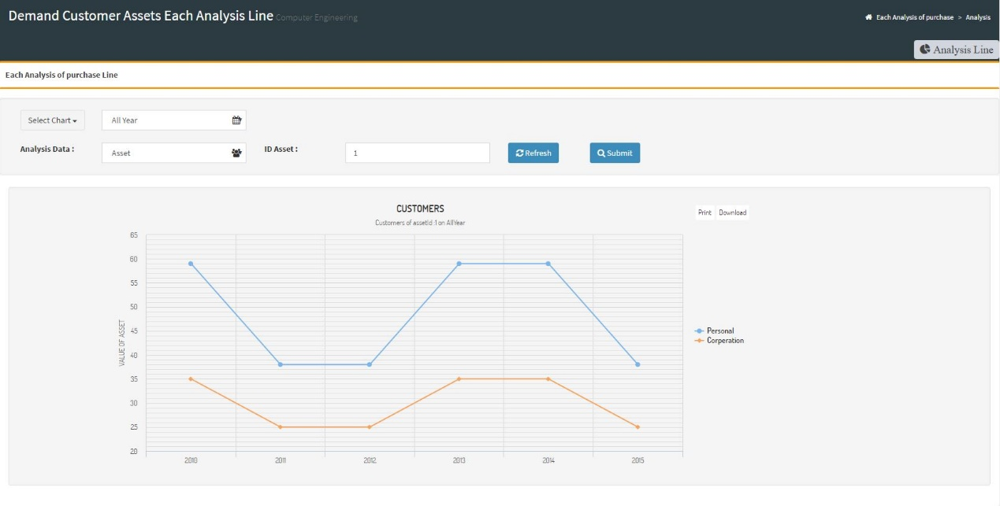 Demand Customer Assets Each Analysis Line Computer Engineering
Each Analysis of purchase > Analysis
Analysis Line
Each Analysis of purchase Line
Select Chart
All Year
Analysis Data :
Asset
ID Asset :
1
Refresh
Submit
CUSTOMERS
Customers of assetId :1 on AllYear
Print
Download
VALUE OF ASSET
65
60
55
50
45
40
35
30
25
20
2010
2011
2012
2013
2014
2015
Personal
Corperation